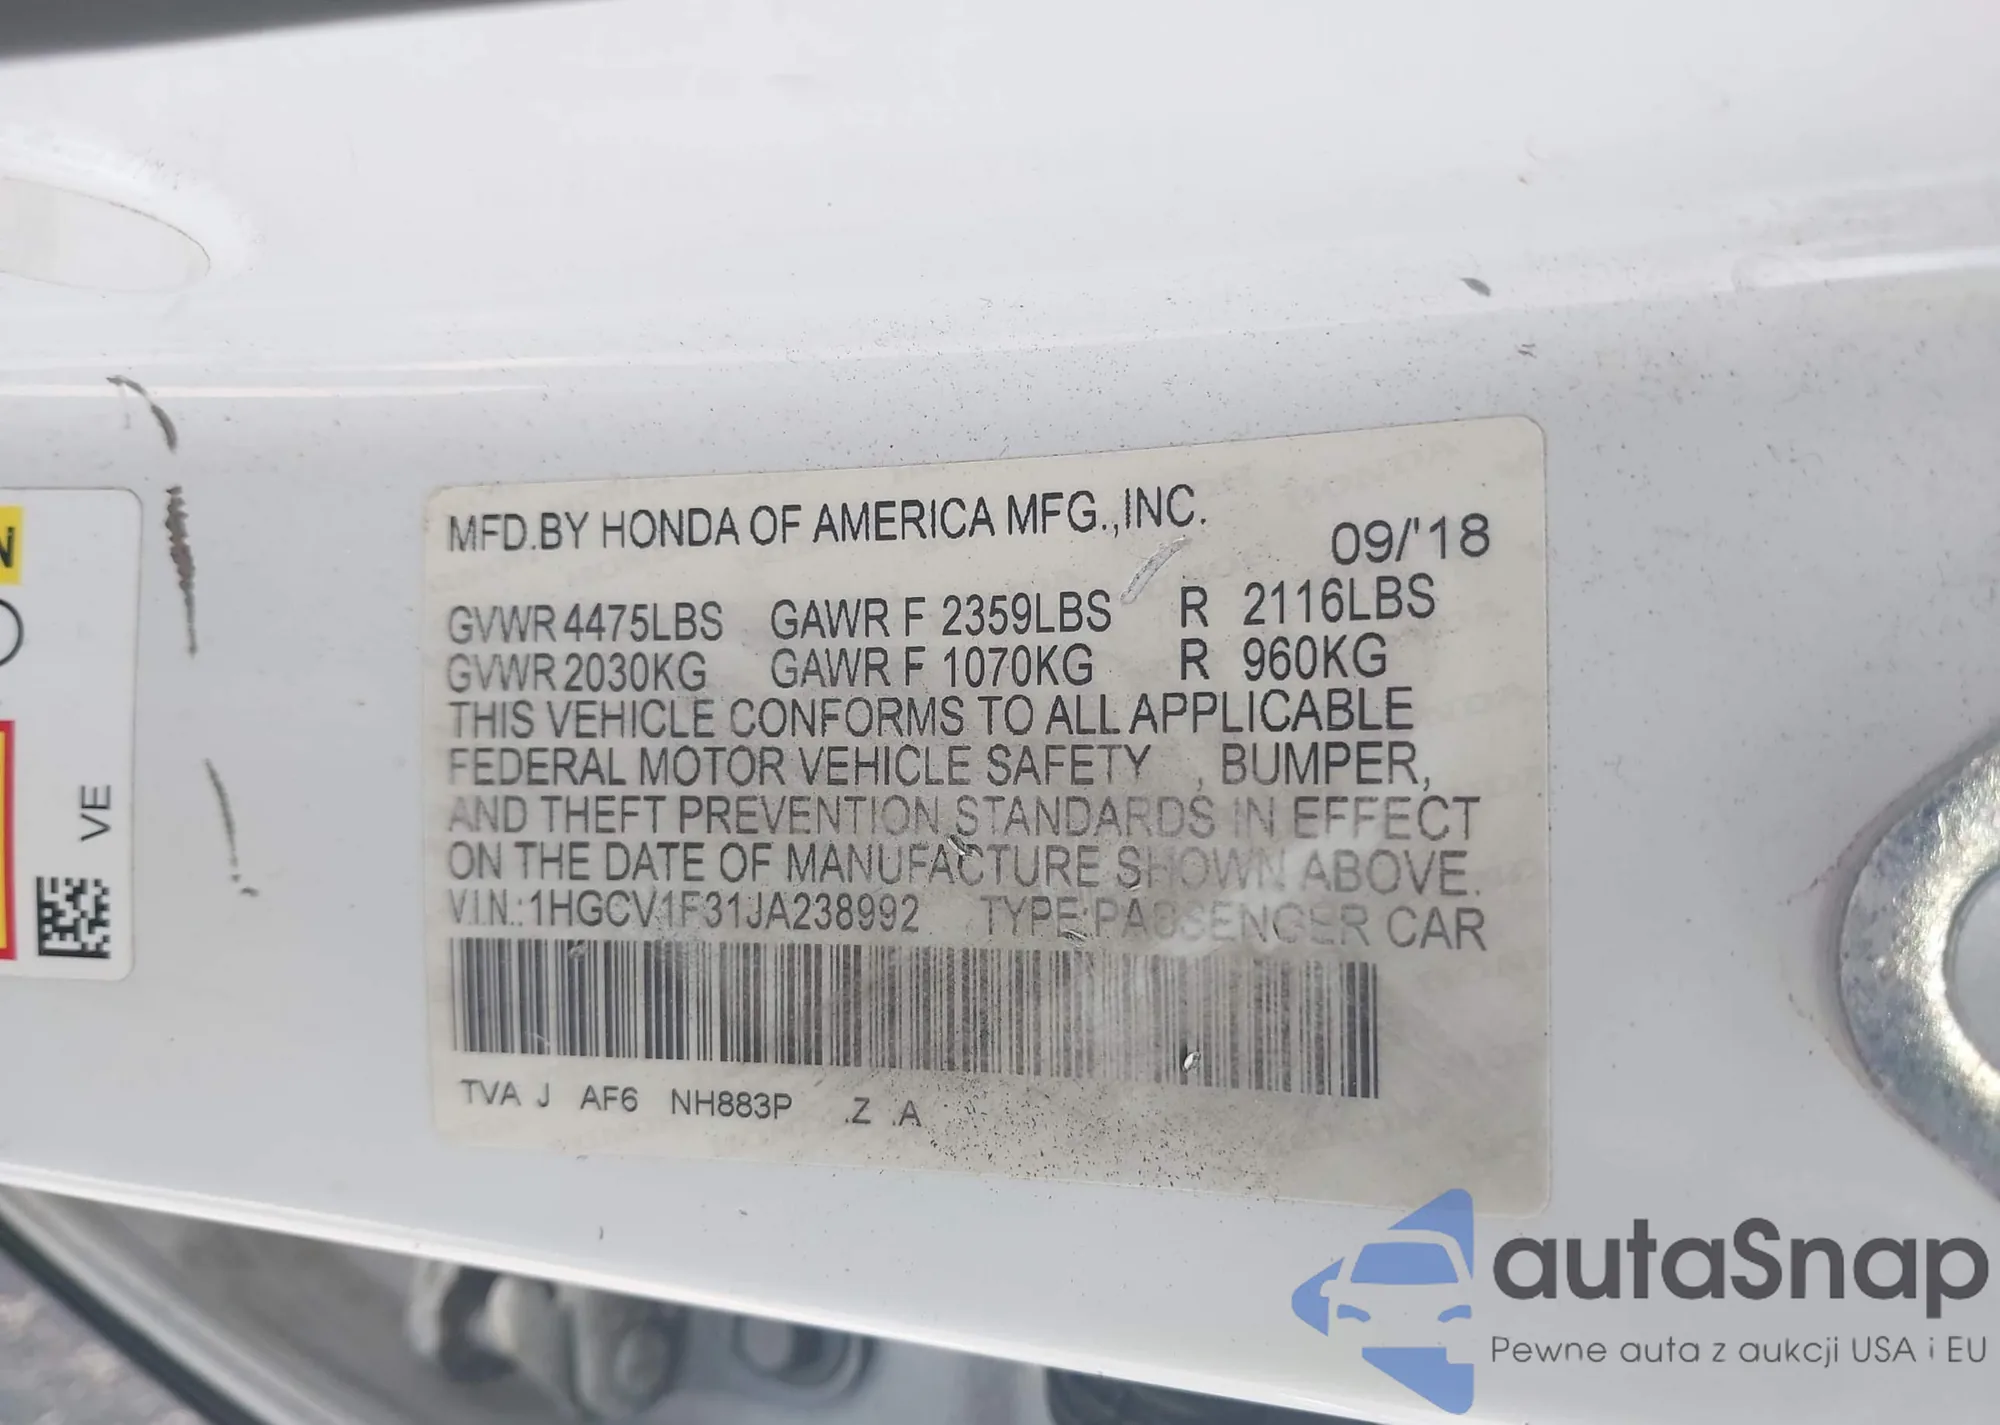 MFD.BY HONDA OF AMERICA MFG.,INC.
09/'18
GVWR 4475LBS GAWR F 2359LBS R 2116LBS
GVWR 2030KG GAWR F 1070KG R 960KG
THIS VEHICLE CONFORMS TO ALL APPLICABLE
FEDERAL MOTOR VEHICLE SAFETY , BUMPER,
AND THEFT PREVENTION STANDARDS IN EFFECT
ON THE DATE OF MANUFACTURE SHOWN ABOVE.
V.I.N.:1HGCV1F31JA238992 TYPE:PASSENGER CAR
TVA J AF6 NH883P .Z .A
VE
autaSnap
Pewne auta z aukcji USA i EU